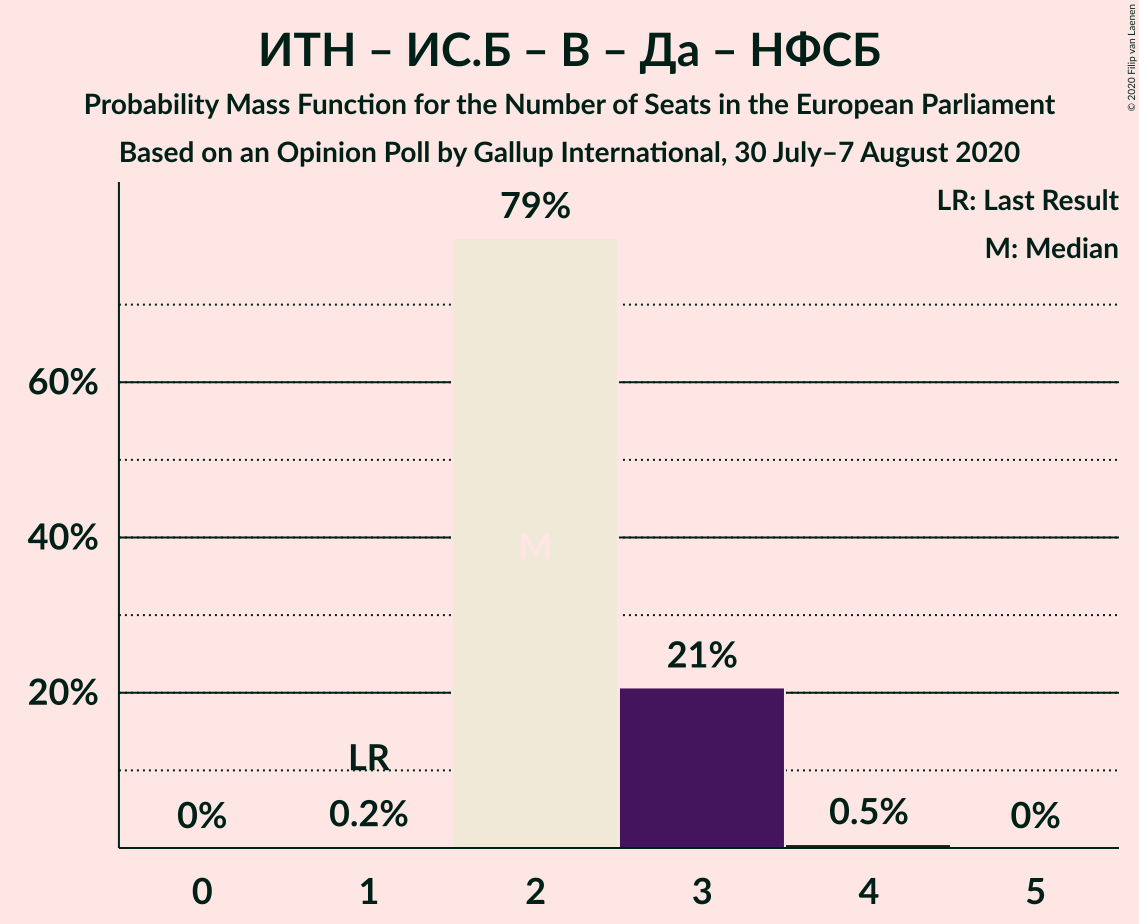 ИТН – ИС.Б – В – Да – НФСБ
Probability Mass Function for the Number of Seats in the European Parliament
Based on an Opinion Poll by Gallup International, 30 July–7 August 2020
© 2020 Filip van Laenen
LR: Last Result
M: Median
79%
60%
40%
M
21%
20%
LR
0%
0.2%
0.5%
0%
0
1
2
3
4
5